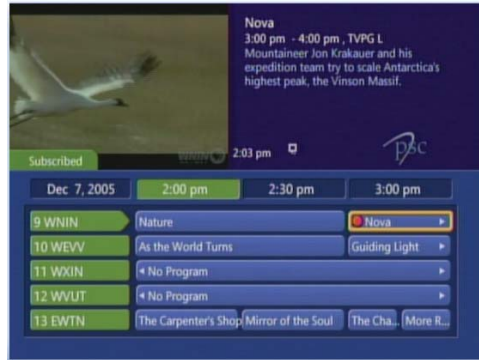 Nova
3:00 pm - 4:00 pm , TVPG L
Mountaineer Jon Krakauer and his
expedition team try to scale Antarctica's
highest peak, the Vinson Massif.
WNIN
2:03 pm
psc
Subscribed
Dec 7, 2005 2:00 pm 2:30 pm 3:00 pm
9 WNIN Nature Nova
10 WEVV As the World Turns Guiding Light
11 WXIN No Program
12 WVUT No Program
13 EWTN The Carpenter's Shop Mirror of the Soul The Cha... More R...